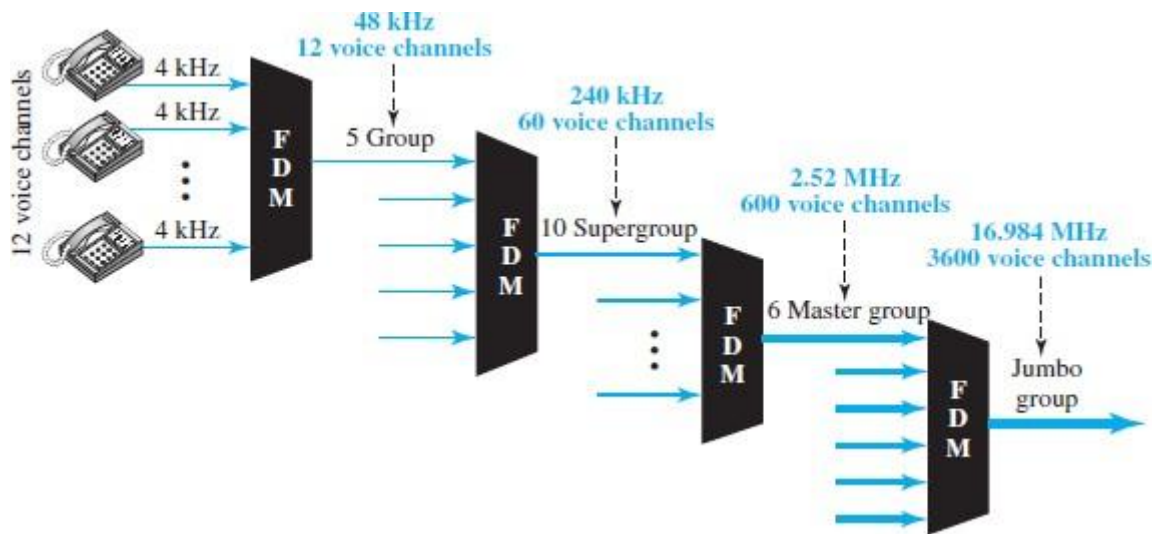 12 voice channels
4 kHz
4 kHz
4 kHz
F
D
M
48 kHz
12 voice channels
5 Group
F
D
M
240 kHz
60 voice channels
10 Supergroup
F
D
M
2.52 MHz
600 voice channels
6 Master group
F
D
M
16.984 MHz
3600 voice channels
Jumbo
group